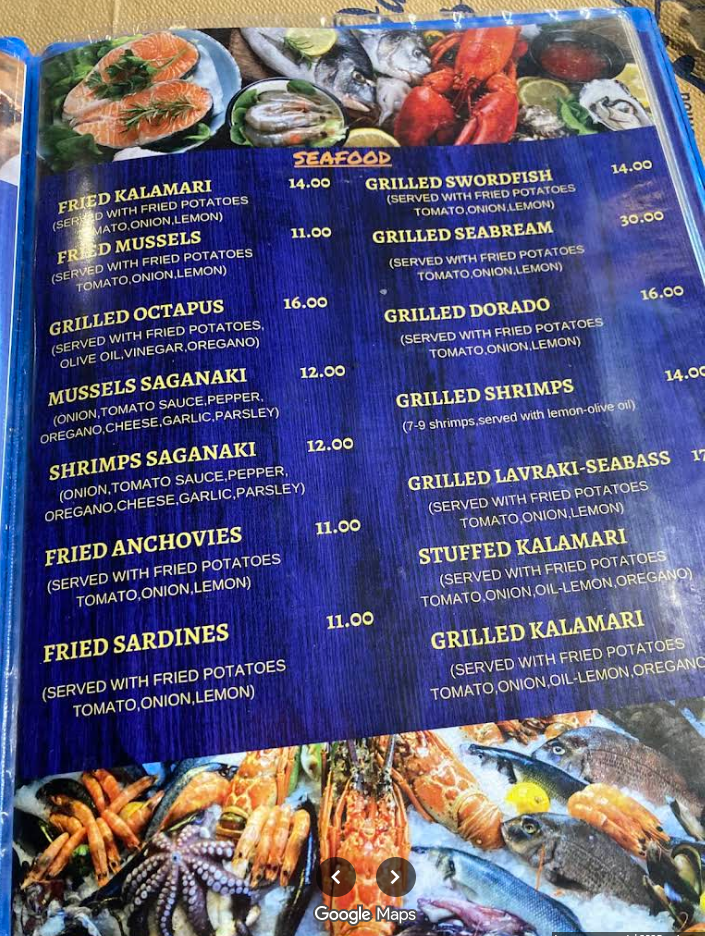 SEAFOOD
FRIED KALAMARI 14.00
(SERVED WITH FRIED POTATOES
TOMATO,ONION,LEMON)
FRIED MUSSELS 11.00
(SERVED WITH FRIED POTATOES
TOMATO,ONION,LEMON)
GRILLED OCTAPUS 16.00
(SERVED WITH FRIED POTATOES,
OLIVE OIL,VINEGAR,OREGANO)
MUSSELS SAGANAKI 12.00
(ONION,TOMATO SAUCE,PEPPER,
OREGANO,CHEESE,GARLIC,PARSLEY)
SHRIMPS SAGANAKI 12.00
(ONION,TOMATO SAUCE,PEPPER,
OREGANO,CHEESE,GARLIC,PARSLEY)
FRIED ANCHOVIES 11.00
(SERVED WITH FRIED POTATOES
TOMATO,ONION,LEMON)
FRIED SARDINES 11.00
(SERVED WITH FRIED POTATOES
TOMATO,ONION,LEMON)
GRILLED SWORDFISH 14.00
(SERVED WITH FRIED POTATOES
TOMATO,ONION,LEMON)
GRILLED SEABREAM 30.00
(SERVED WITH FRIED POTATOES
TOMATO,ONION,LEMON)
GRILLED DORADO 16.00
(SERVED WITH FRIED POTATOES
TOMATO,ONION,LEMON)
GRILLED SHRIMPS 14.00
(7-9 shrimps,served with lemon-olive oil)
GRILLED LAVRAKI-SEABASS
(SERVED WITH FRIED POTATOES
TOMATO,ONION,LEMON)
STUFFED KALAMARI
(SERVED WITH FRIED POTATOES
TOMATO,ONION,OIL-LEMON,OREGANO)
GRILLED KALAMARI
(SERVED WITH FRIED POTATOES
TOMATO,ONION,OIL-LEMON,OREGANO
Google Maps